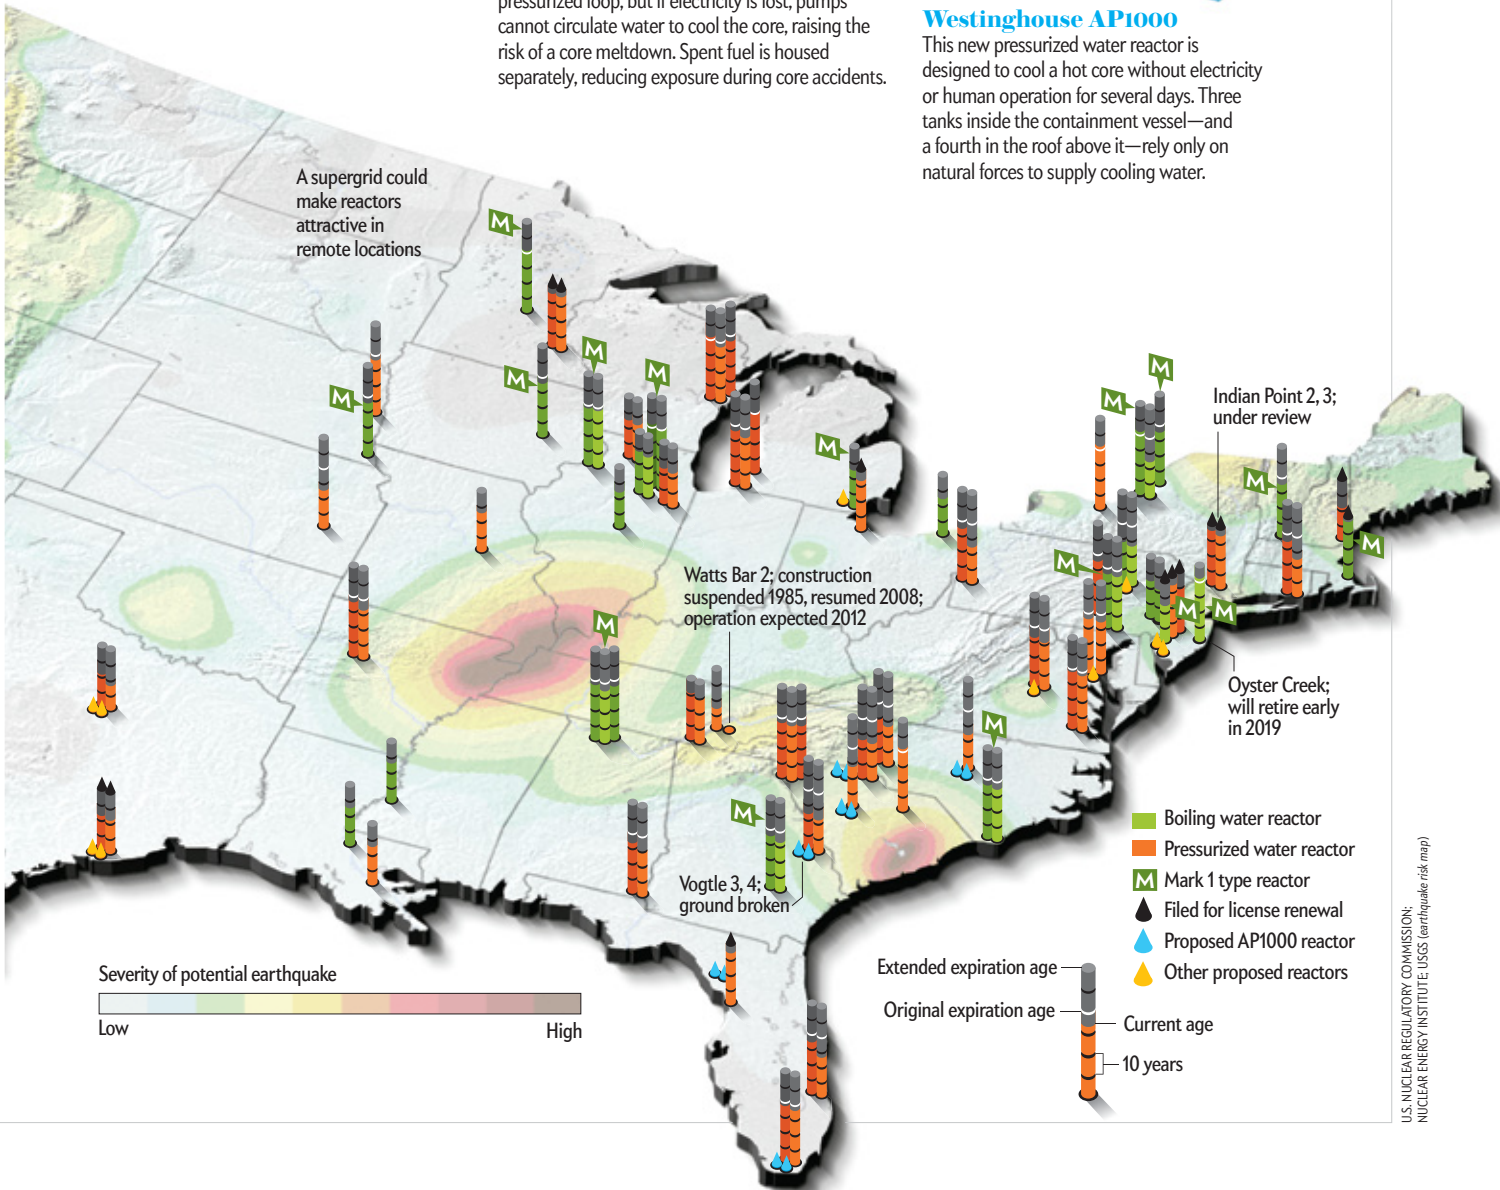 pressurized loop, but if electricity is lost, pumps
cannot circulate water to cool the core, raising the
risk of a core meltdown. Spent fuel is housed
separately, reducing exposure during core accidents.
Westinghouse AP1000
This new pressurized water reactor is
designed to cool a hot core without electricity
or human operation for several days. Three
tanks inside the containment vessel—and
a fourth in the roof above it—rely only on
natural forces to supply cooling water.
A supergrid could
make reactors
attractive in
remote locations
M
M
M
M
M
M
M
M
Indian Point 2, 3;
under review
M
M
M
M
M
Watts Bar 2; construction
suspended 1985, resumed 2008;
operation expected 2012
M
Oyster Creek;
will retire early
in 2019
M
M
Vogtle 3, 4;
ground broken
Boiling water reactor
Pressurized water reactor
M Mark 1 type reactor
Filed for license renewal
Proposed AP1000 reactor
Other proposed reactors
Severity of potential earthquake
Low
High
Extended expiration age
Original expiration age
Current age
10 years
U.S. NUCLEAR REGULATORY COMMISSION;
NUCLEAR ENERGY INSTITUTE; USGS (earthquake risk map)